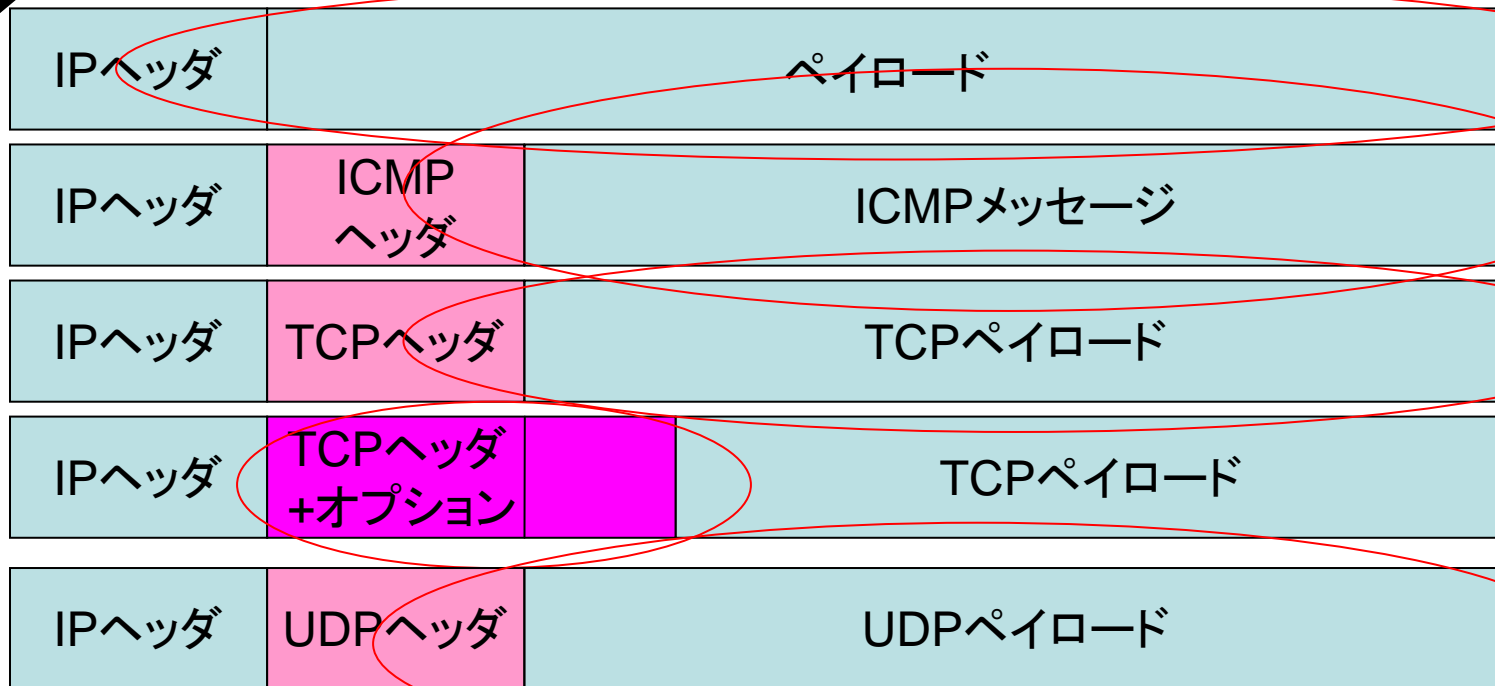 IPヘッダ ペイロード
IPヘッダ
ICMP
ヘッダ
ICMPメッセージ
IPヘッダ TCPヘッダ TCPペイロード
IPヘッダ
TCPヘッダ
+オプション
TCPペイロード
IPヘッダ UDPヘッダ UDPペイロード